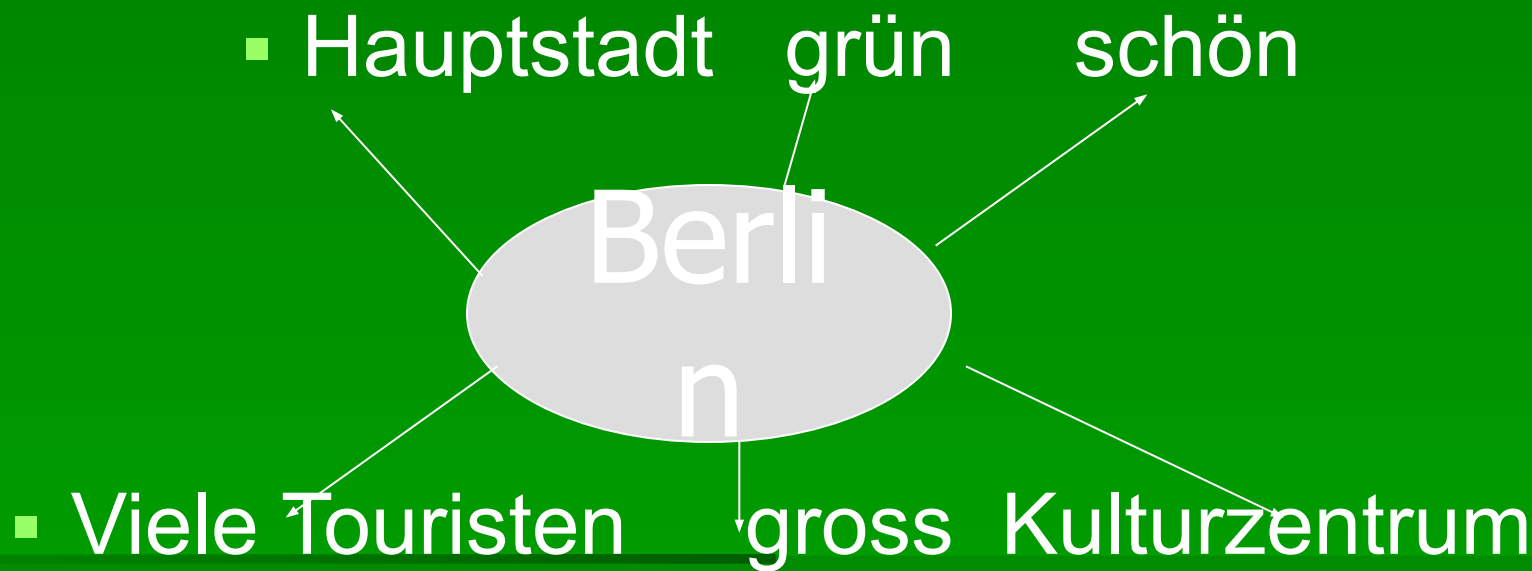 Hauptstadt grün schön
Berli
n
Viele Touristen gross Kulturzentrum